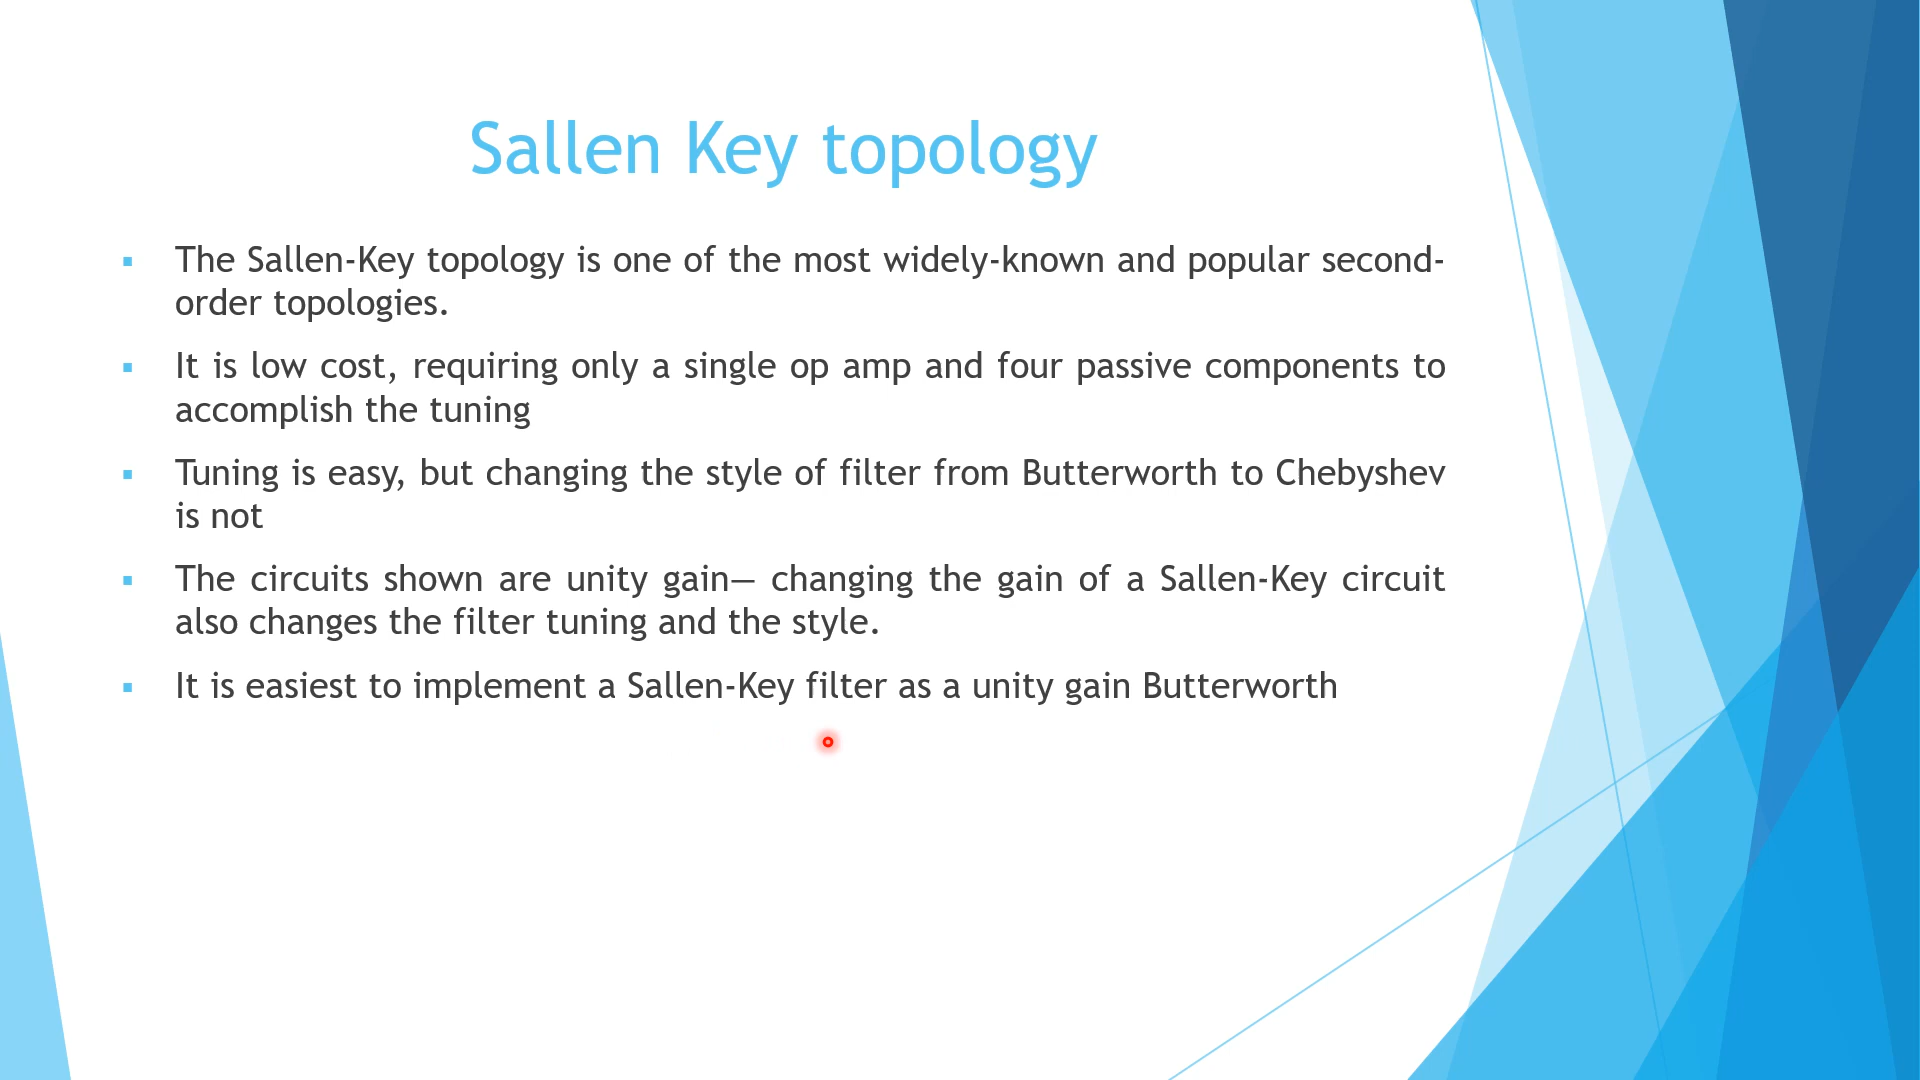 Sallen Key topology
The Sallen-Key topology is one of the most widely-known and popular second-
order topologies.
It is low cost, requiring only a single op amp and four passive components to
accomplish the tuning
Tuning is easy, but changing the style of filter from Butterworth to Chebyshev
is not
The circuits shown are unity gain— changing the gain of a Sallen-Key circuit
also changes the filter tuning and the style.
It is easiest to implement a Sallen-Key filter as a unity gain Butterworth